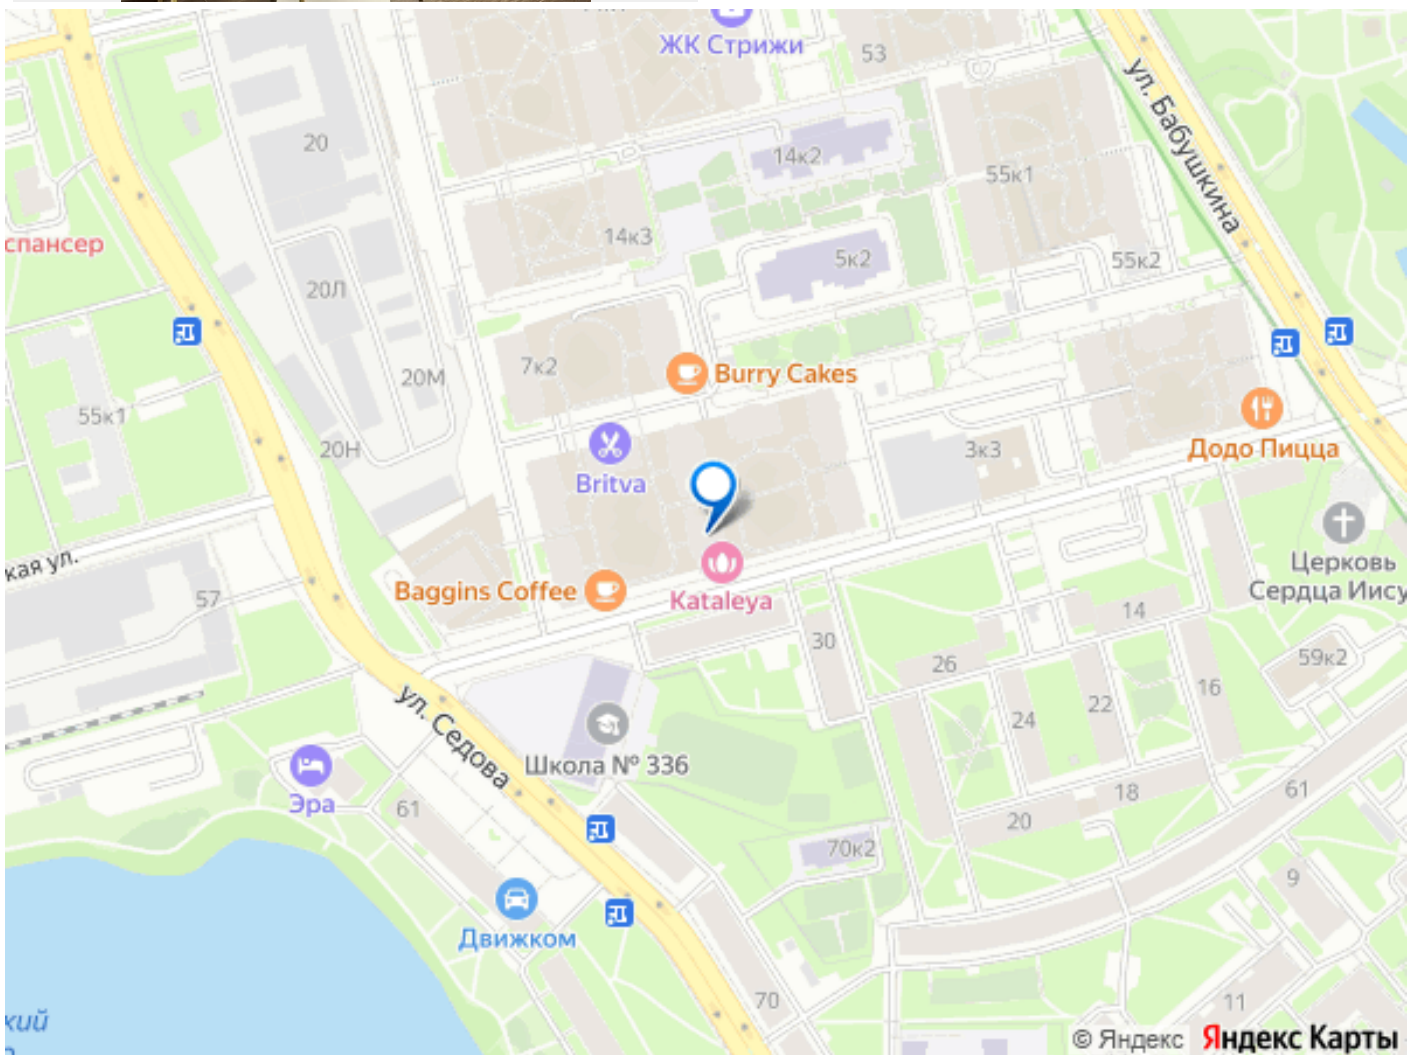 ЖК Стрижи
53
ул. Бабушкина
20
14к2
55к1
14к3
спансер
5к2
55к2
20Л
7к2
20М
Burry Cakes
55к1
20Н
Britva
3к3
Додо Пицца
кая ул.
Церковь
Сердца Иису
57
Baggins Coffee
Kataleya
14
30
26
59к2
16
22
24
ул. Седова
Школа № 336
Эра
61
18
61
20
70к2
9
Движком
70
11
кий
© Яндекс
Яндекс Карты